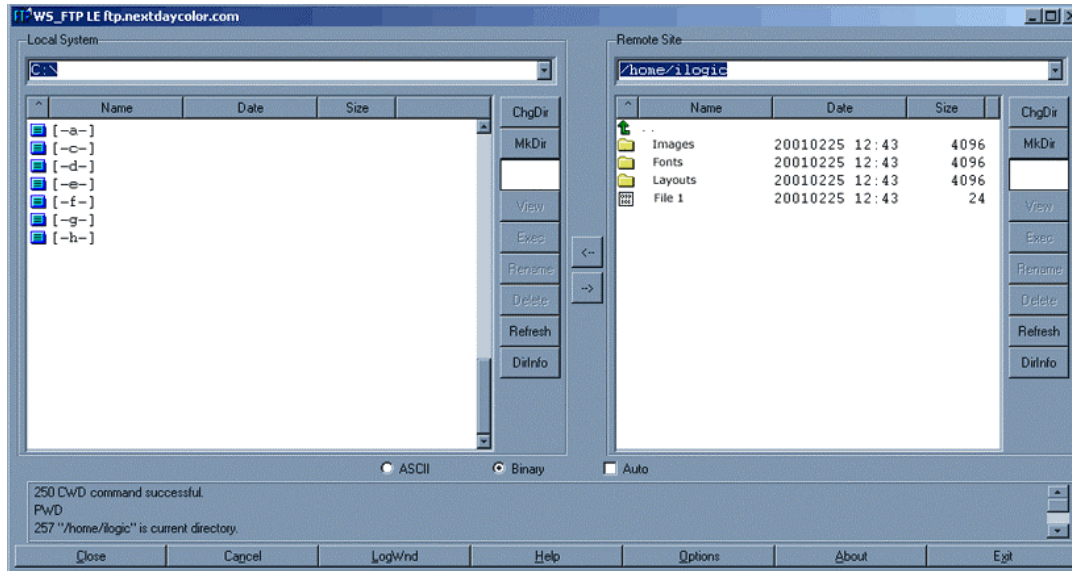 WS_FTP LE ftp.nextdaycolor.com
Local System
C:\
^ Name Date Size
[-a-]
[-c-]
[-d-]
[-e-]
[-f-]
[-g-]
[-h-]
ChgDir
MkDir
View
Exec
Rename
Delete
Refresh
DirInfo
<--
-->
Remote Site
/home/ilogic
^ Name Date Size
..
Images 20010225 12:43 4096
Fonts 20010225 12:43 4096
Layouts 20010225 12:43 4096
File 1 20010225 12:43 24
ChgDir
MkDir
View
Exec
Rename
Delete
Refresh
DirInfo
ASCII Binary Auto
250 CWD command successful.
PWD
257 "/home/ilogic" is current directory.
Close Cancel LogWnd Help Options About Exit